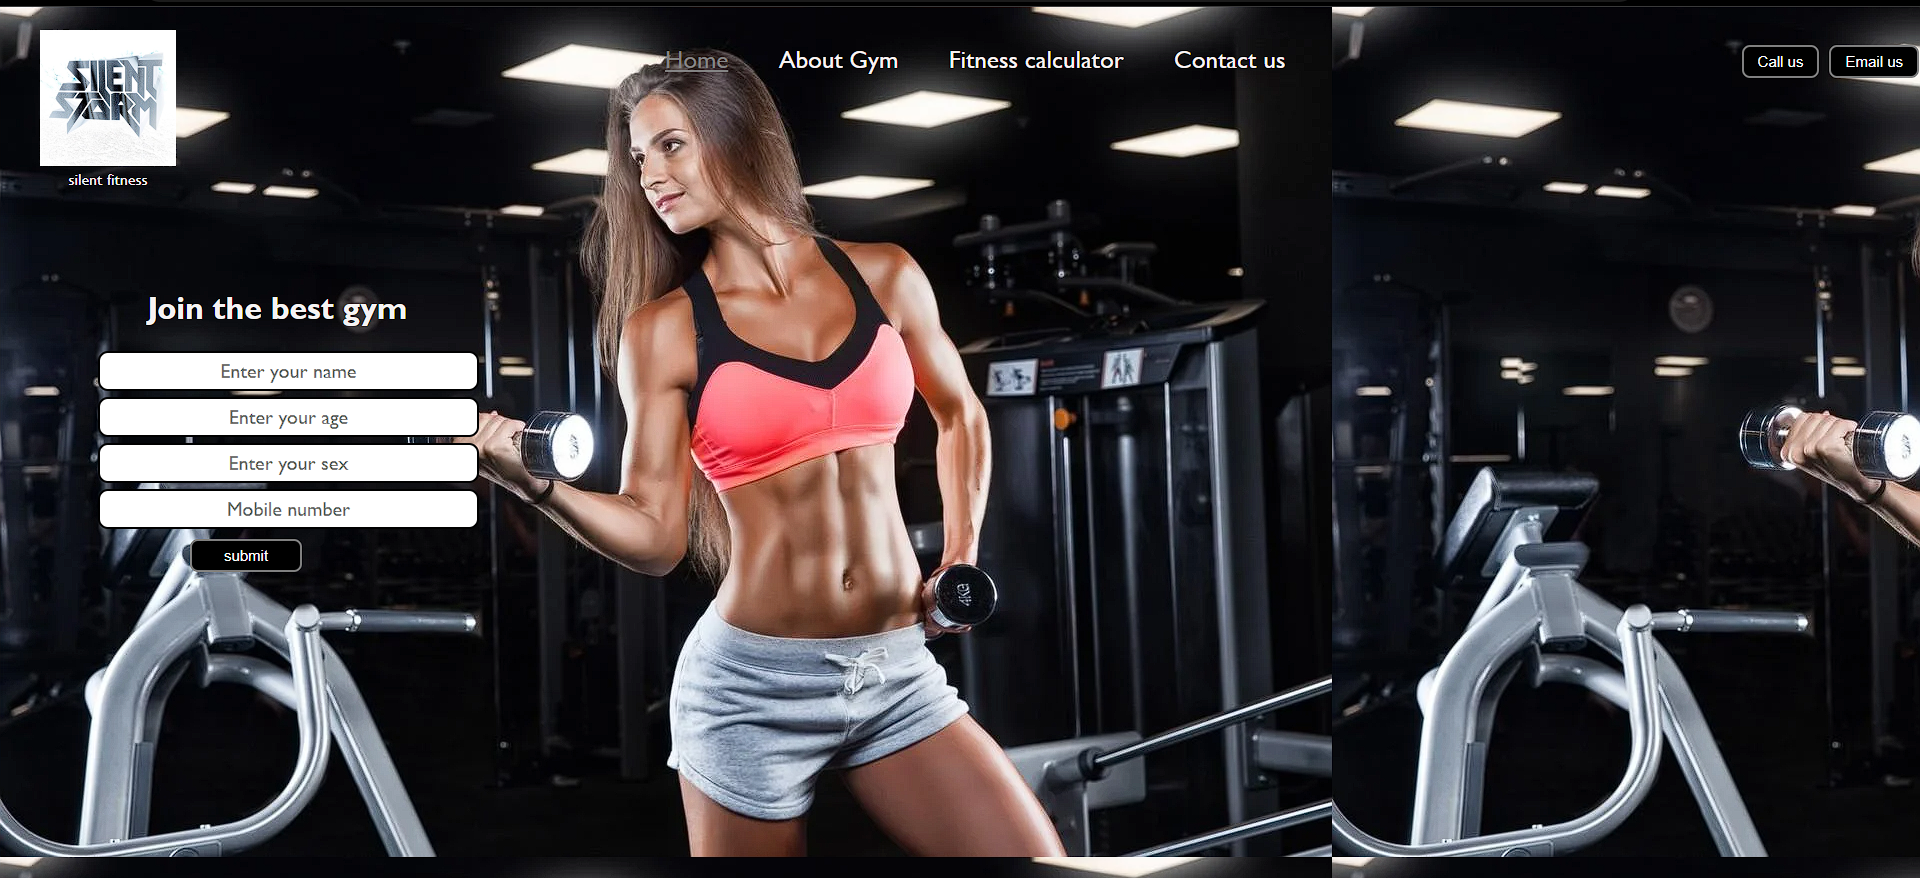 SILENT
STORM
silent fitness
Home About Gym Fitness calculator Contact us
Call us Email us
Join the best gym
Enter your name
Enter your age
Enter your sex
Mobile number
submit
4KG